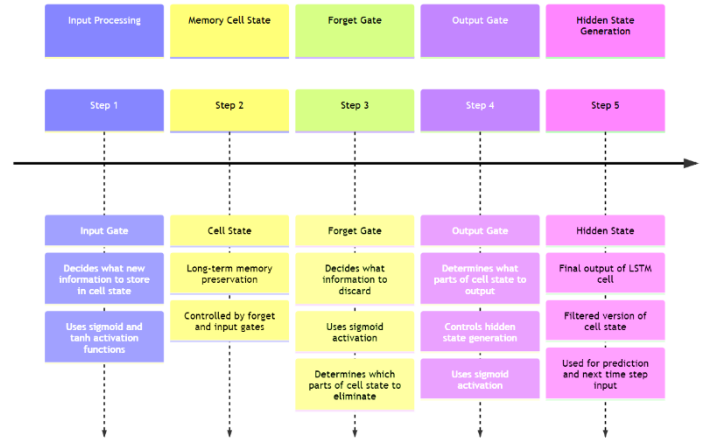 Input Processing
Memory Cell State
Forget Gate
Output Gate
Hidden State
Generation
Step 1
Step 2
Step 3
Step 4
Step 5
Input Gate
Decides what new
information to store
in cell state
Uses sigmoid and
tanh activation
functions
Cell State
Long-term memory
preservation
Controlled by forget
and input gates
Forget Gate
Decides what
information to
discard
Uses sigmoid
activation
Determines which
parts of cell state to
eliminate
Output Gate
Determines what
parts of cell state to
output
Controls hidden
state generation
Uses sigmoid
activation
Hidden State
Final output of LSTM
cell
Filtered version of
cell state
Used for prediction
and next time step
input